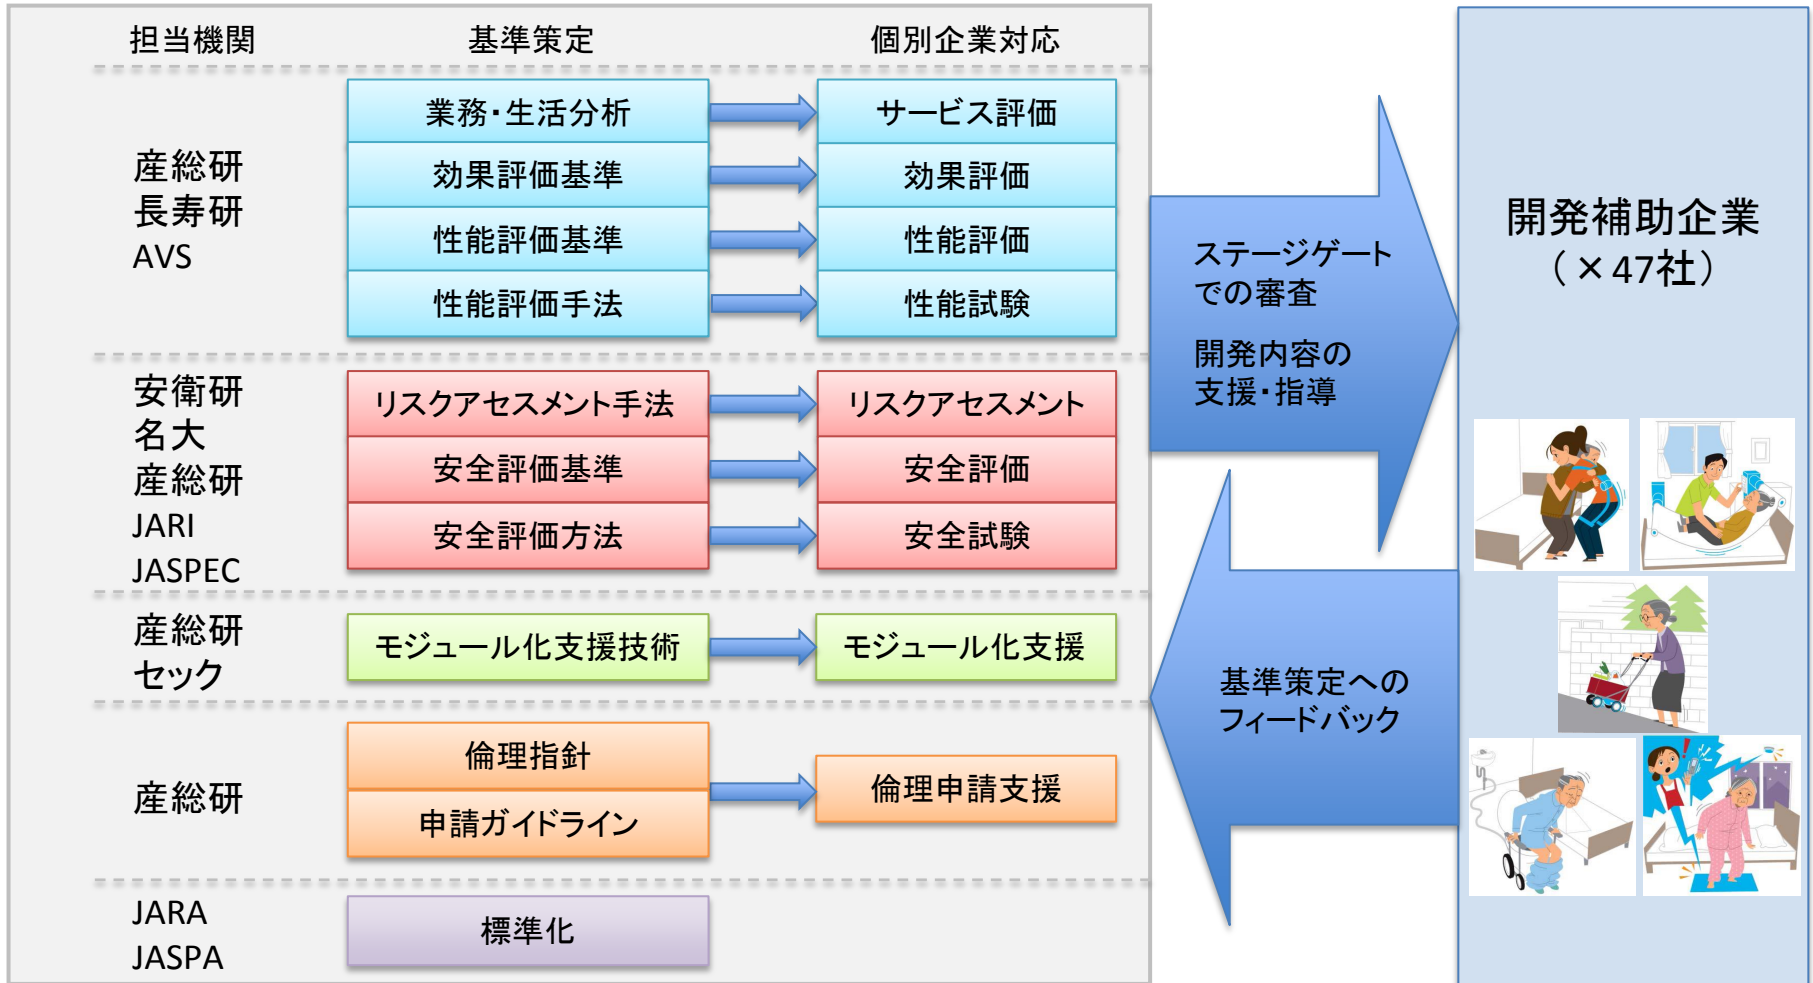 担当機関
基準策定
個別企業対応
産総研
長寿研
AVS
業務・生活分析
サービス評価
効果評価基準
効果評価
性能評価基準
性能評価
性能評価手法
性能試験
安衛研
名大
産総研
JARI
JASPEC
リスクアセスメント手法
リスクアセスメント
安全評価基準
安全評価
安全評価方法
安全試験
産総研
セック
モジュール化支援技術
モジュール化支援
産総研
倫理指針
申請ガイドライン
倫理申請支援
JARA
JASPA
標準化
ステージゲート
での審査
開発内容の
支援・指導
基準策定への
フィードバック
開発補助企業
（×47社）